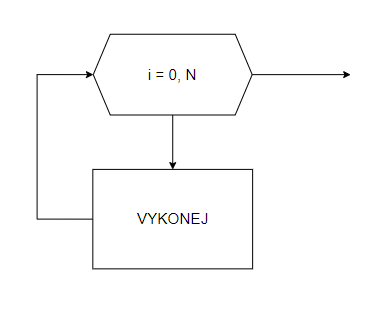 i = 0, N
VYKONEJ